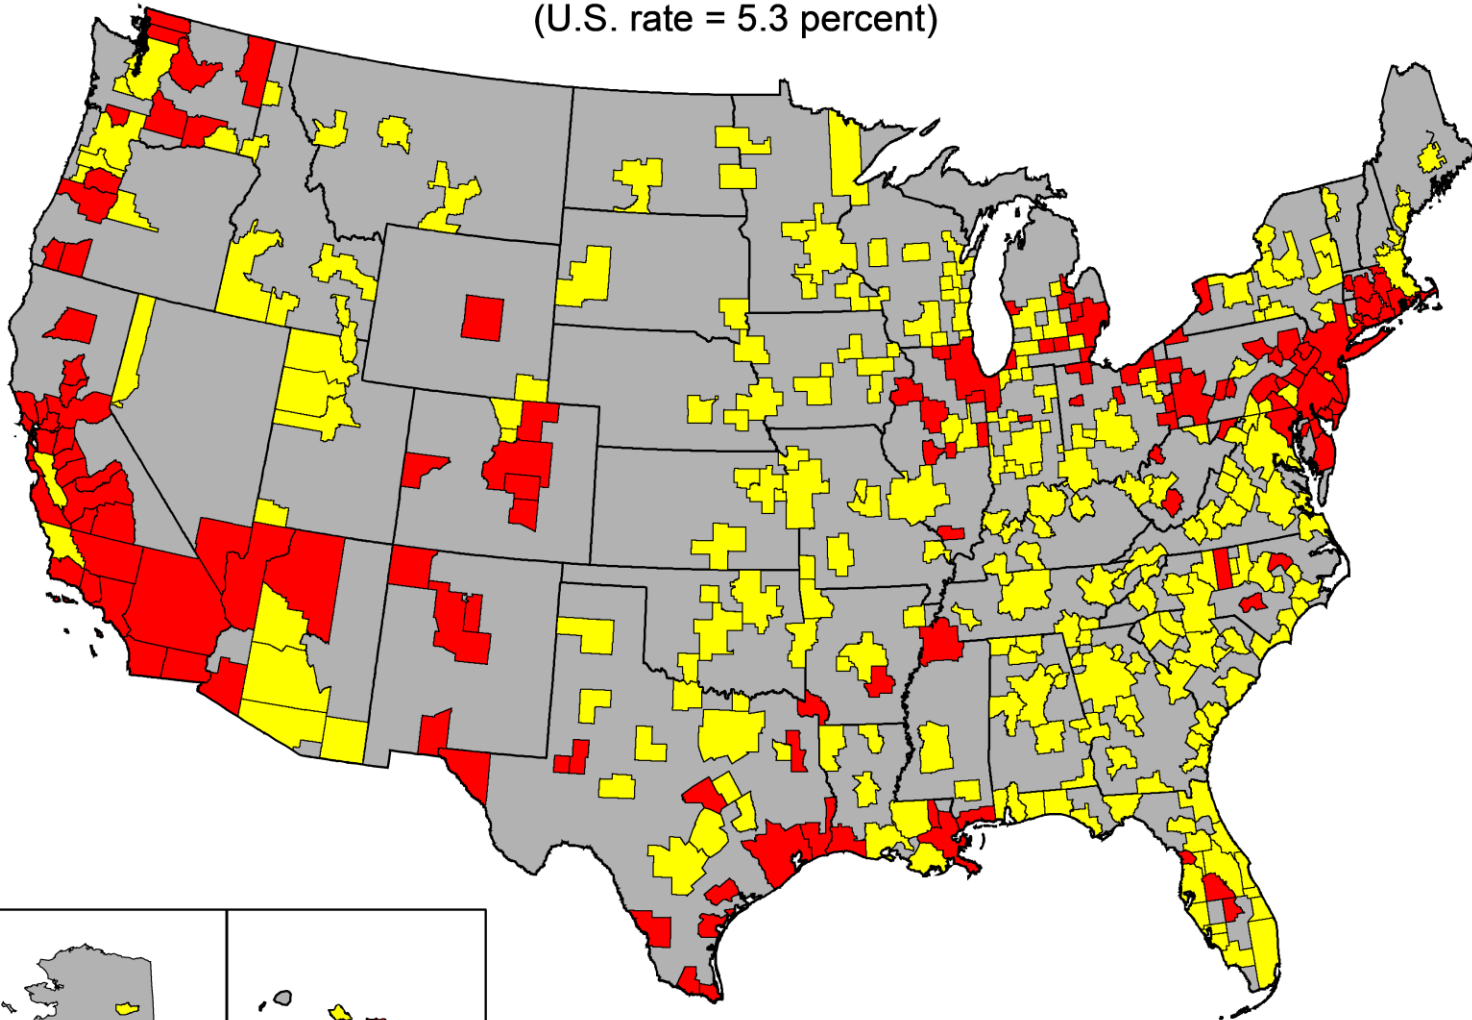 (U.S. rate = 5.3 percent)